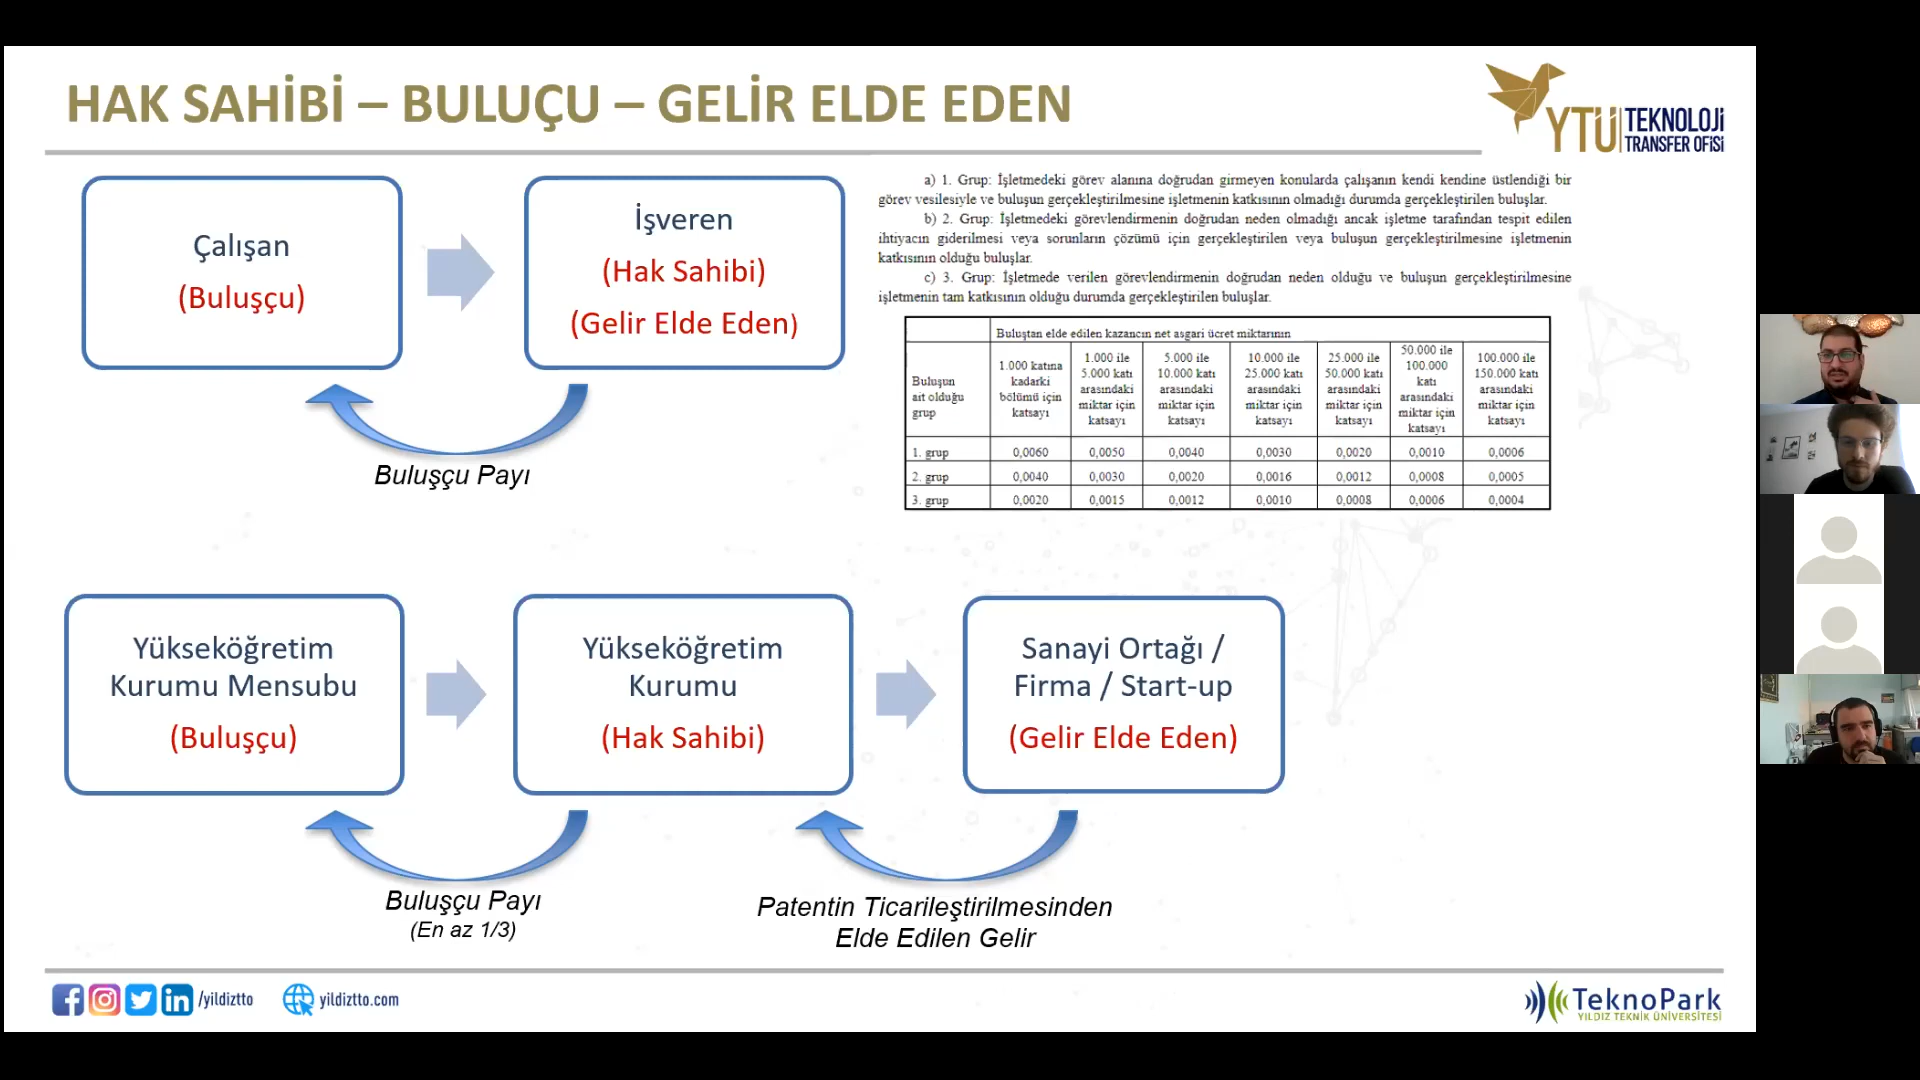 HAK SAHİBİ – BULUÇU – GELİR ELDE EDEN
YTÜ TEKNOLOJİ
TRANSFER OFİSİ
Çalışan
(Buluşçu)
İşveren
(Hak Sahibi)
(Gelir Elde Eden)
Buluşçu Payı
a) 1. Grup: İşletmedeki görev alanına doğrudan girmeyen konularda çalışanın kendi kendine üstlendiği bir
görev vesilesiyle ve buluşun gerçekleştirilmesine işletmenin katkısının olmadığı durumda gerçekleştirilen buluşlar.
b) 2. Grup: İşletmedeki görevlendirmenin doğrudan neden olmadığı ancak işletme tarafından tespit edilen
ihtiyacın giderilmesi veya sorunların çözümü için gerçekleştirilen veya buluşun gerçekleştirilmesine işletmenin
katkısının olduğu buluşlar.
c) 3. Grup: İşletmede verilen görevlendirmenin doğrudan neden olduğu ve buluşun gerçekleştirilmesine
işletmenin tam katkısının olduğu durumda gerçekleştirilen buluşlar.
Buluştan elde edilen kazancın net asgari ücret miktarının
Buluşun
ait olduğu
grup
1.000 katına
kadarki
bölümü için
katsayı
1.000 ile
5.000 katı
arasındaki
miktar için
katsayı
5.000 ile
10.000 katı
arasındaki
miktar için
katsayı
10.000 ile
25.000 katı
arasındaki
miktar için
katsayı
25.000 ile
50.000 katı
arasındaki
miktar için
katsayı
50.000 ile
100.000
katı
arasındaki
miktar için
katsayı
100.000 ile
150.000 katı
arasındaki
miktar için
katsayı
1. grup 0,0060 0,0050 0,0040 0,0030 0,0020 0,0010 0,0006
2. grup 0,0040 0,0030 0,0020 0,0016 0,0012 0,0008 0,0005
3. grup 0,0020 0,0015 0,0012 0,0010 0,0008 0,0006 0,0004
Yükseköğretim
Kurumu Mensubu
(Buluşçu)
Yükseköğretim
Kurumu
(Hak Sahibi)
Sanayi Ortağı /
Firma / Start-up
(Gelir Elde Eden)
Buluşçu Payı
(En az 1/3)
Patentin Ticarileştirilmesinden
Elde Edilen Gelir
/yildiztto
yildiztto.com
TeknoPark
YILDIZ TEKNİK ÜNİVERSİTESİ